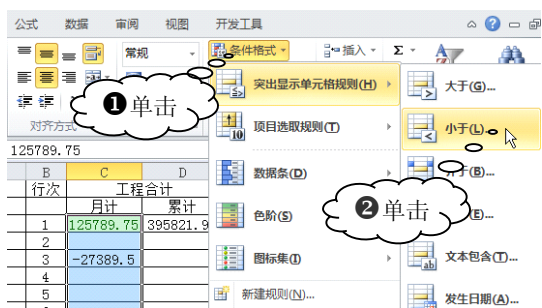 公式 数据 审阅 视图 开发工具
常规 条件格式 插入 Σ
突出显示单元格规则(H) 大于(G)...
❶单击
项目选取规则(T) 小于(L)...
对齐方式
125789.75 数据条(D) 介于(B)...
B C D
行次 工程合计 ❷单击
月计 累计 色阶(S) (E)...
1 125789.75 395821.9
2
3 -27389.5 图标集(I) 文本包含(T)...
4
5 新建规则(N)... 发生日期(A)...